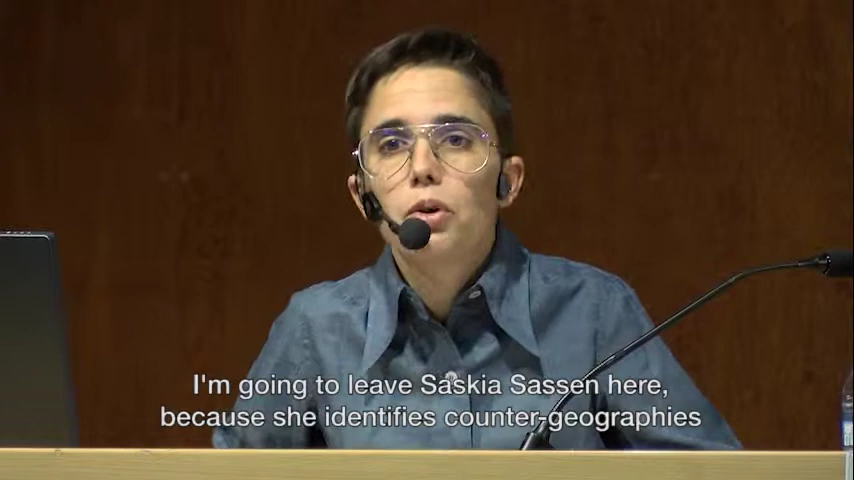 I'm going to leave Saskia Sassen here,
because she identifies counter-geographies